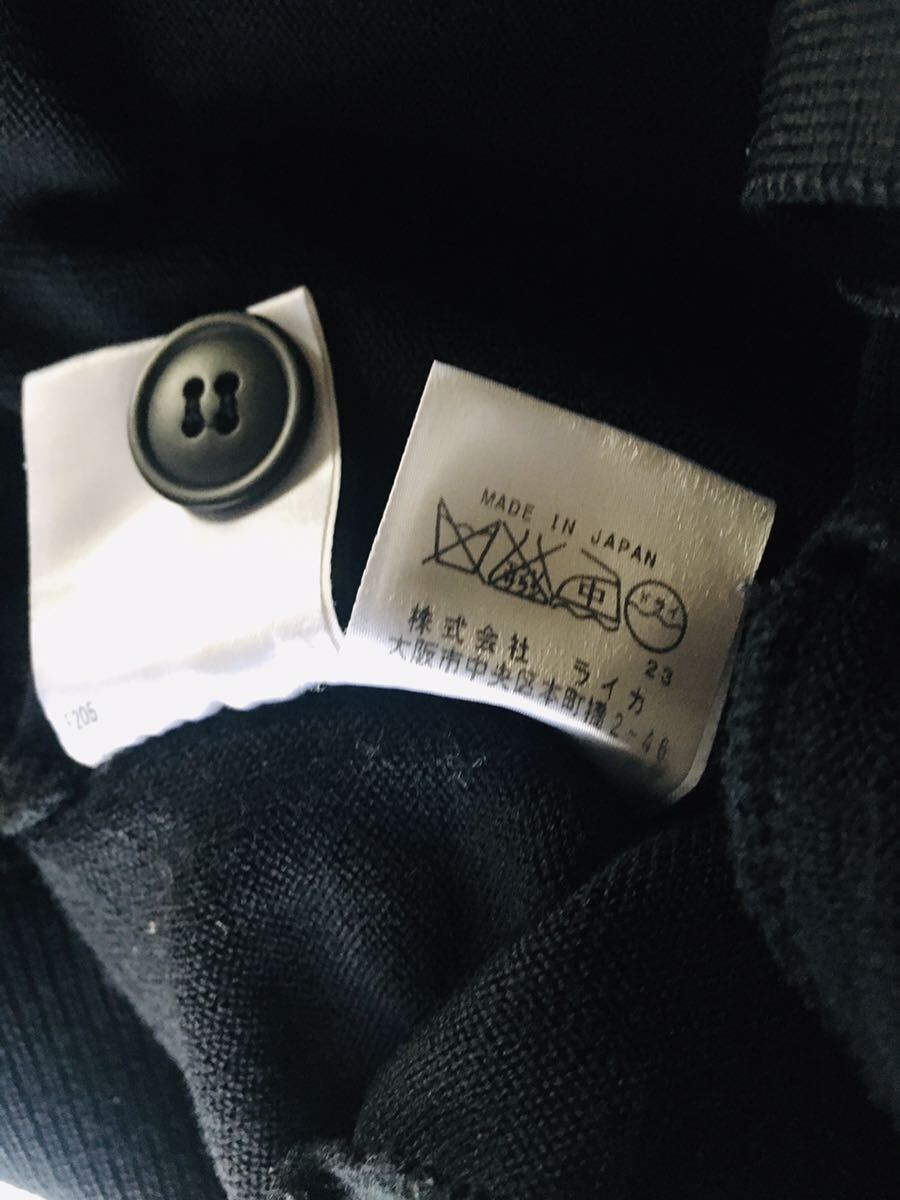 MADE IN JAPAN
中 ドライ
23
株式会社 ライカ
大阪市中央区本町橋2-46
205